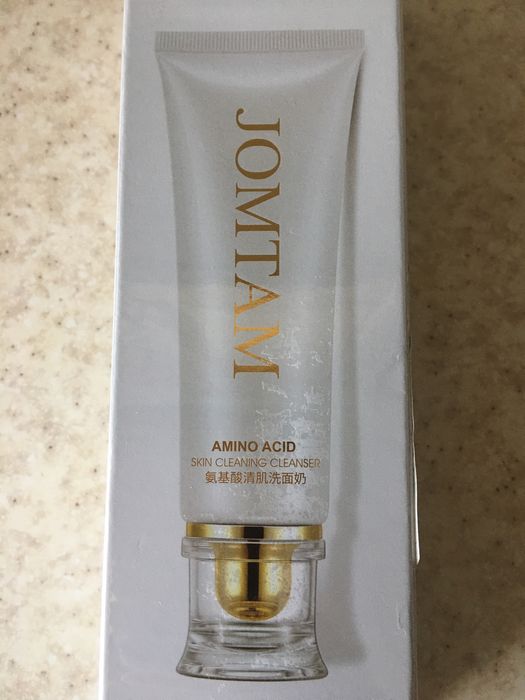 JOMTAM
AMINO ACID
SKIN CLEANING CLEANSER
氨基酸清肌洗面奶